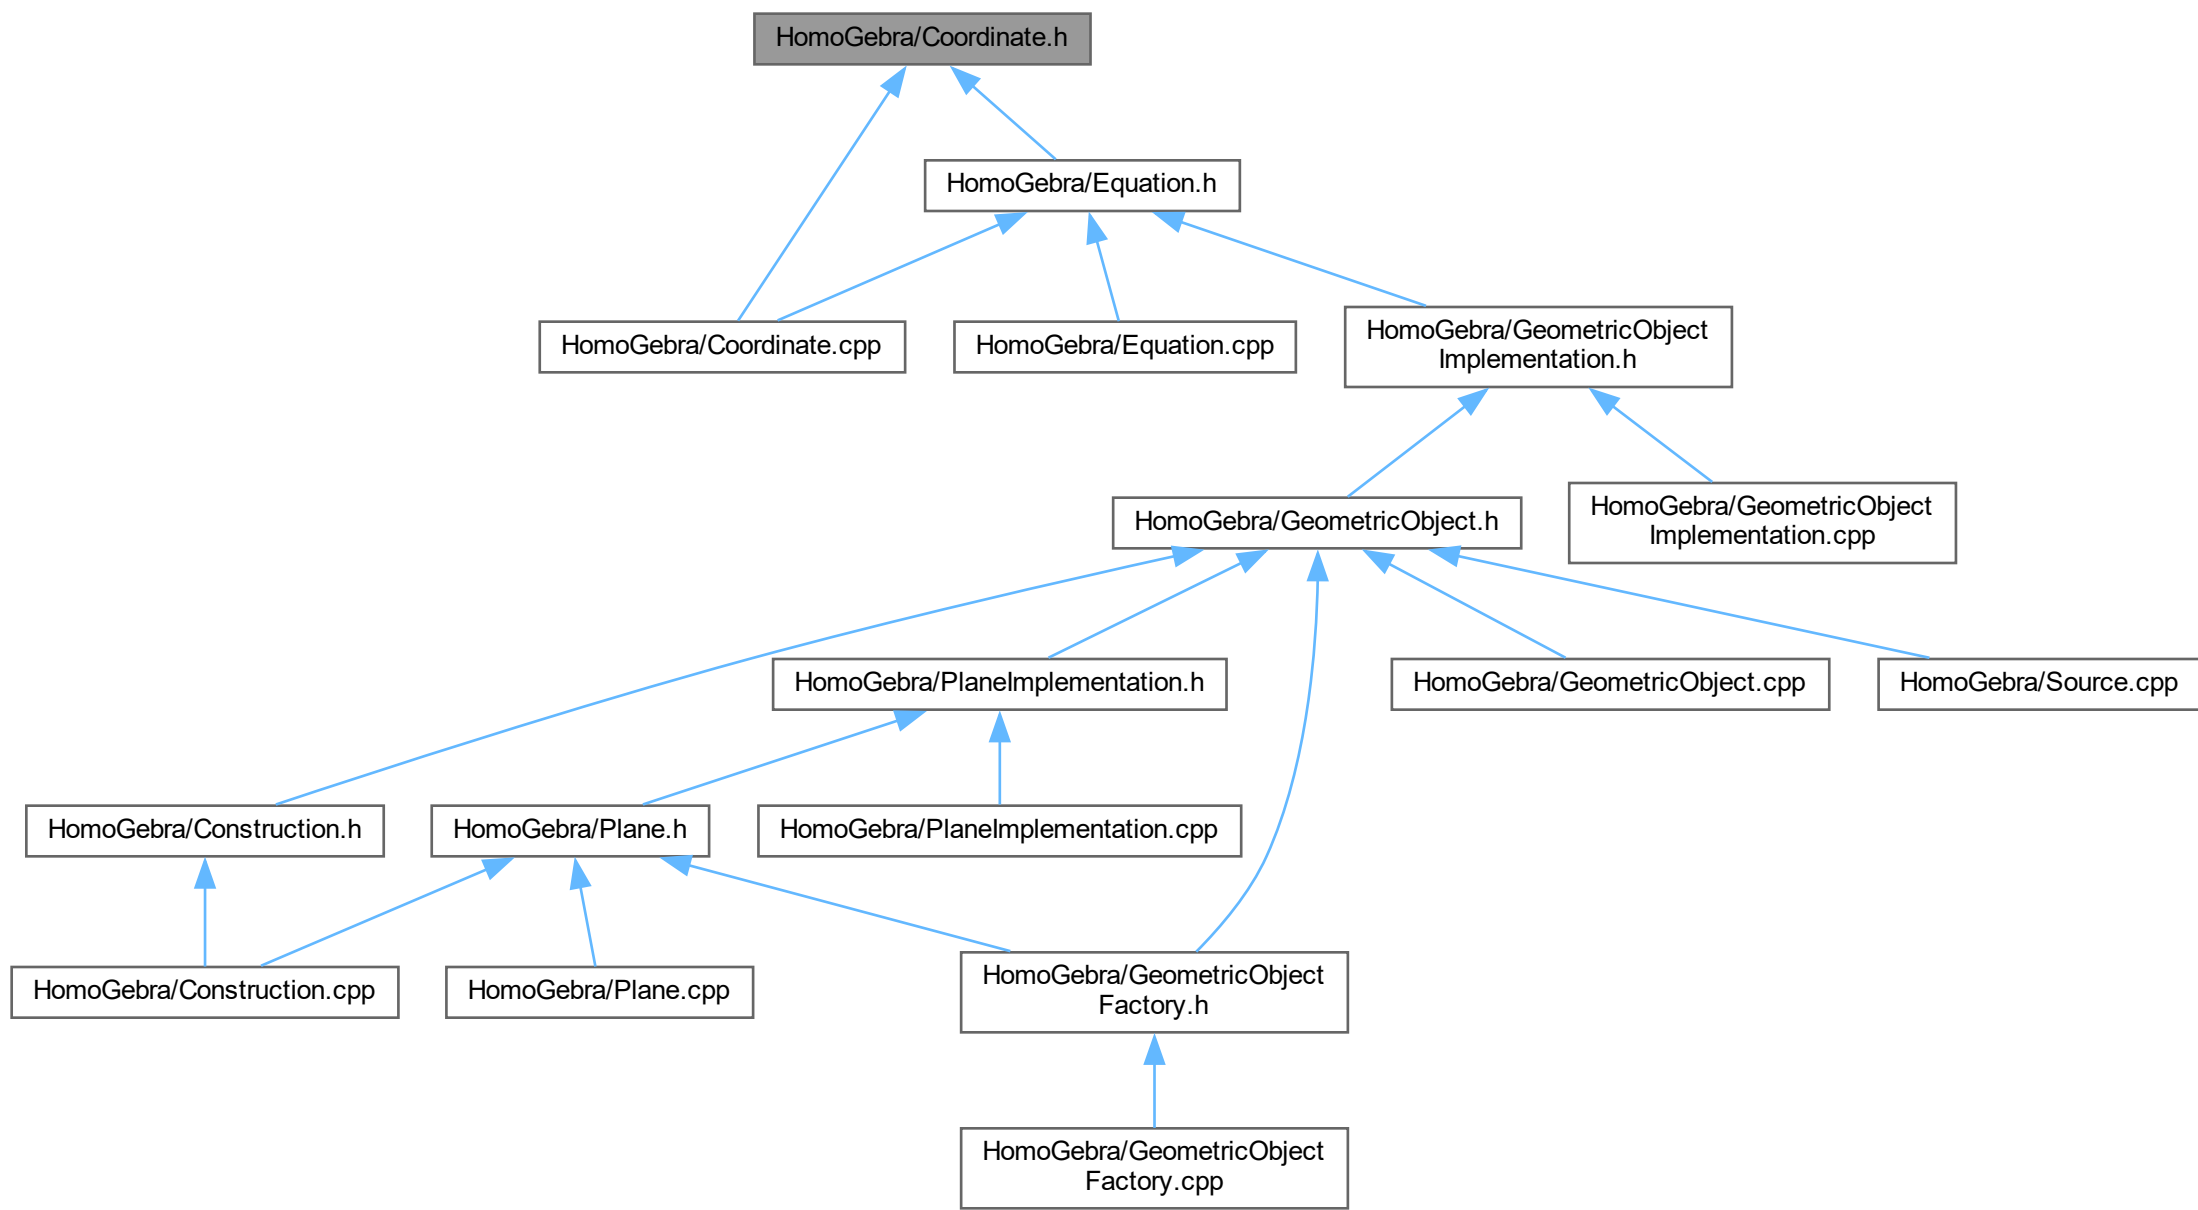 HomoGebra/Coordinate.h
HomoGebra/Equation.h
HomoGebra/Coordinate.cpp
HomoGebra/Equation.cpp
HomoGebra/GeometricObject
Implementation.h
HomoGebra/GeometricObject.h
HomoGebra/GeometricObject
Implementation.cpp
HomoGebra/PlaneImplementation.h
HomoGebra/GeometricObject.cpp
HomoGebra/Source.cpp
HomoGebra/Construction.h
HomoGebra/Plane.h
HomoGebra/PlaneImplementation.cpp
HomoGebra/Construction.cpp
HomoGebra/Plane.cpp
HomoGebra/GeometricObject
Factory.h
HomoGebra/GeometricObject
Factory.cpp